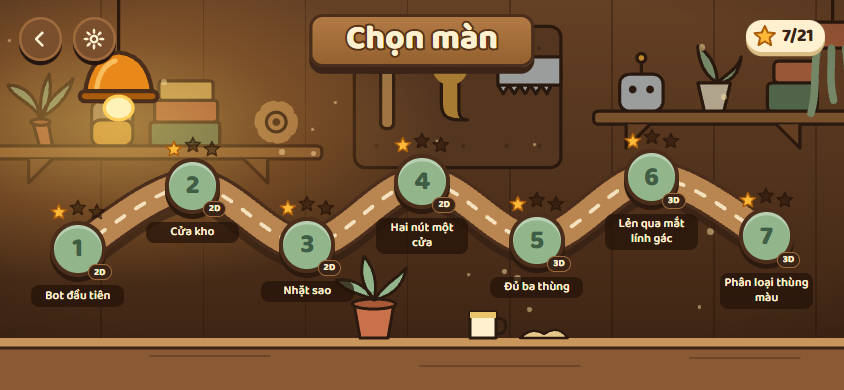 Chọn màn
7/21
1
2D
Bot đầu tiên
2
2D
Cửa kho
3
2D
Nhặt sao
4
2D
Hai nút một
cửa
5
3D
Đủ ba thùng
6
3D
Lẻn qua mắt
lính gác
7
3D
Phân loại thùng
màu